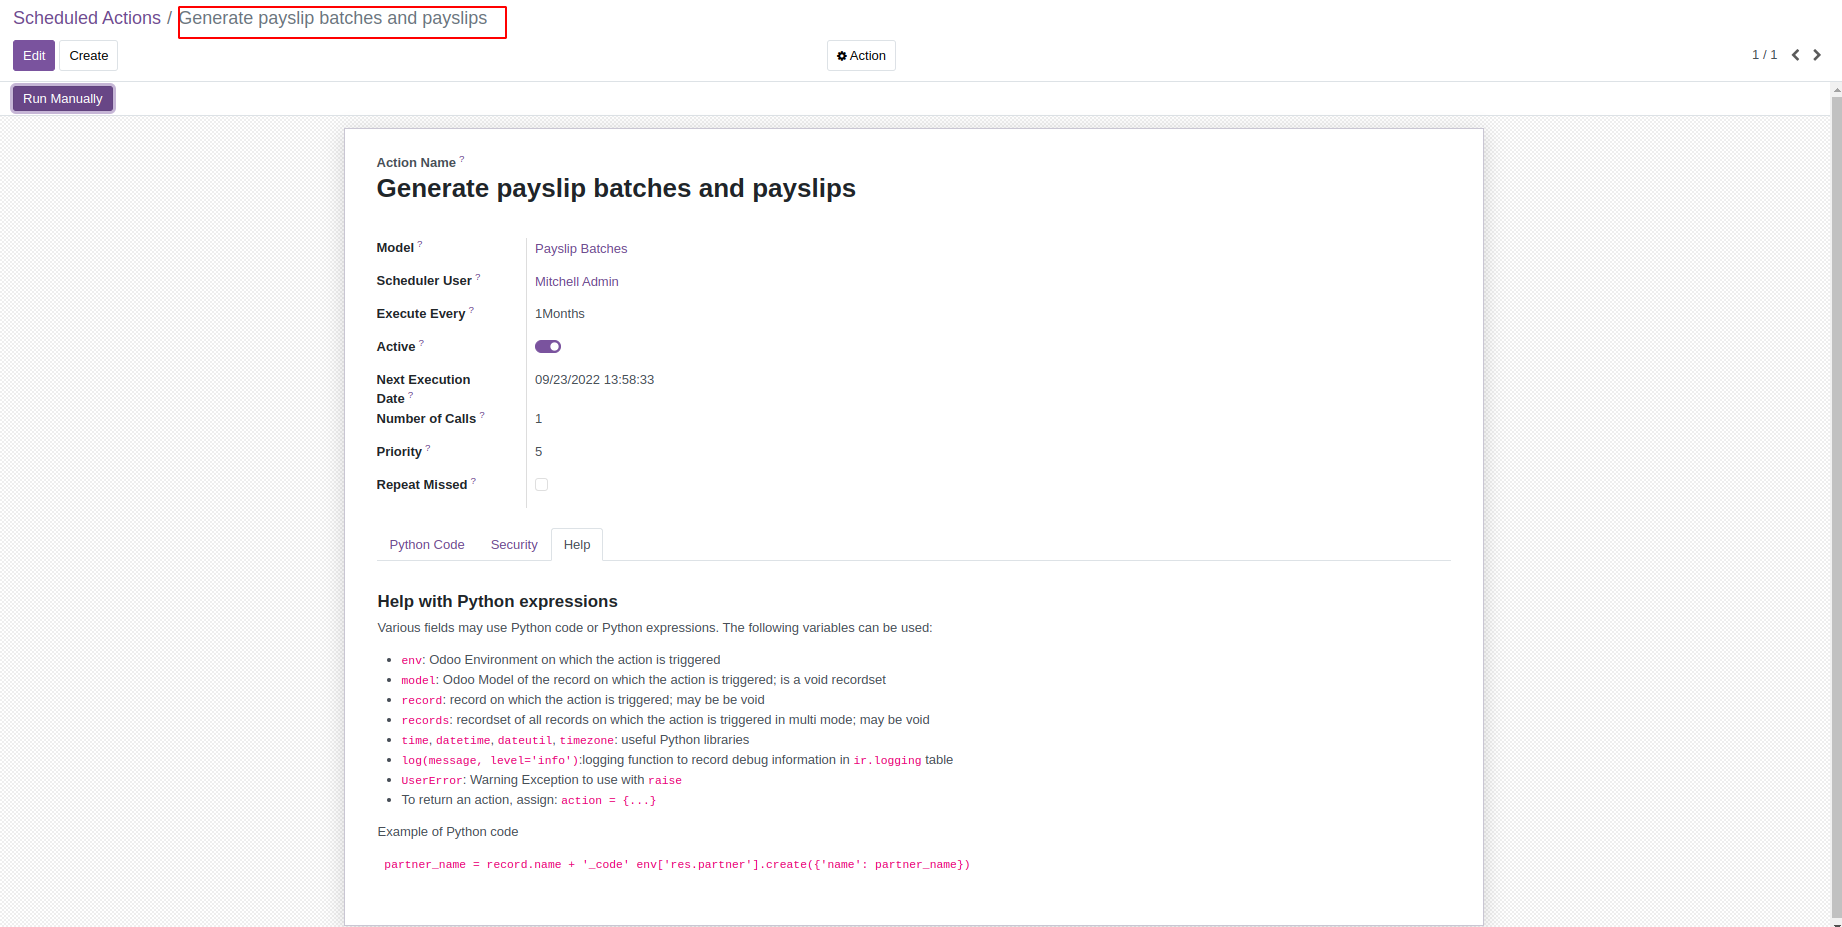 Scheduled Actions / Generate payslip batches and payslips
Edit Create Action 1 / 1
Run Manually
Action Name ?
Generate payslip batches and payslips
Model ? Payslip Batches
Scheduler User ? Mitchell Admin
Execute Every ? 1Months
Active ?
Next Execution Date ? 09/23/2022 13:58:33
Number of Calls ? 1
Priority ? 5
Repeat Missed ?
Python Code Security Help
Help with Python expressions
Various fields may use Python code or Python expressions. The following variables can be used:
env: Odoo Environment on which the action is triggered
model: Odoo Model of the record on which the action is triggered; is a void recordset
record: record on which the action is triggered; may be be void
records: recordset of all records on which the action is triggered in multi mode; may be void
time, datetime, dateutil, timezone: useful Python libraries
log(message, level='info'):logging function to record debug information in ir.logging table
UserError: Warning Exception to use with raise
To return an action, assign: action = {...}
Example of Python code
partner_name = record.name + '_code' env['res.partner'].create({'name': partner_name})